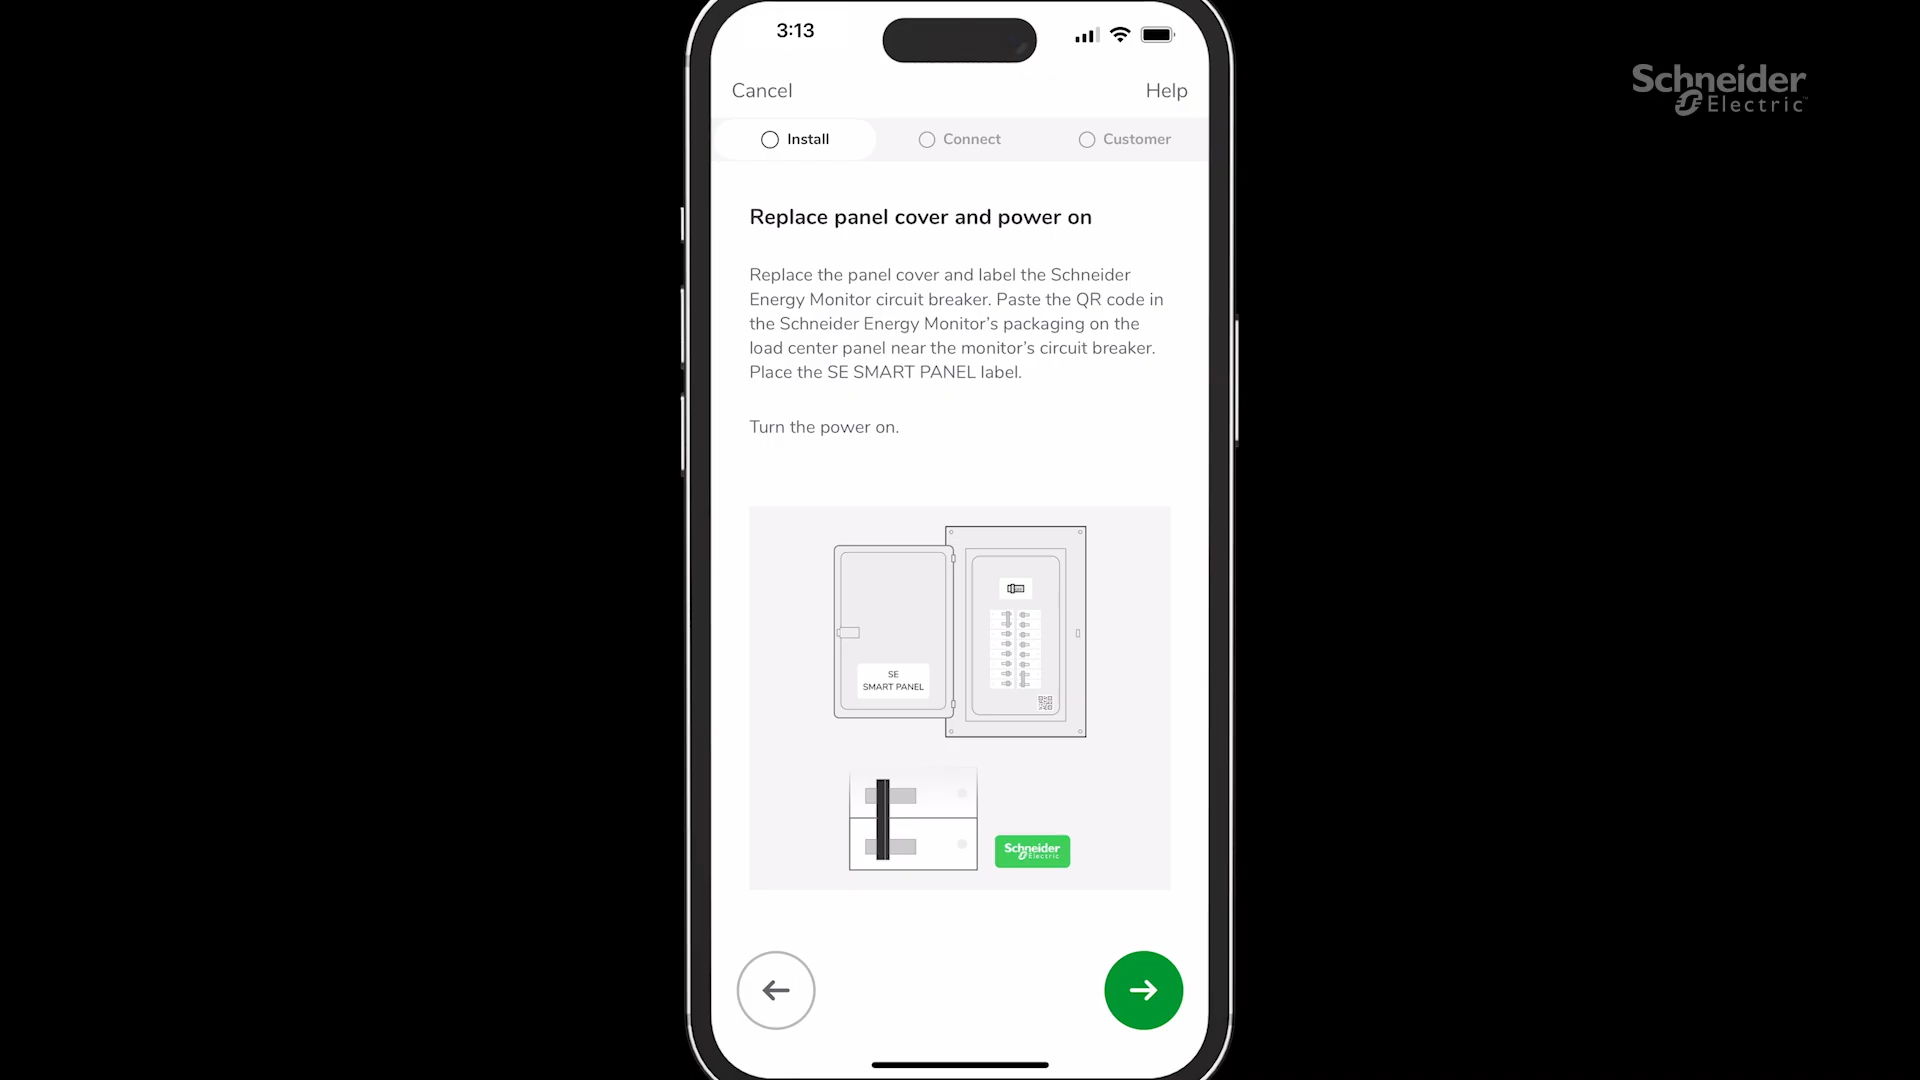 3:13
Schneider
Electric™
Cancel
Help
Install
Connect
Customer
Replace panel cover and power on
Replace the panel cover and label the Schneider
Energy Monitor circuit breaker. Paste the QR code in
the Schneider Energy Monitor’s packaging on the
load center panel near the monitor’s circuit breaker.
Place the SE SMART PANEL label.
Turn the power on.
SE
SMART PANEL
Schneider
Electric